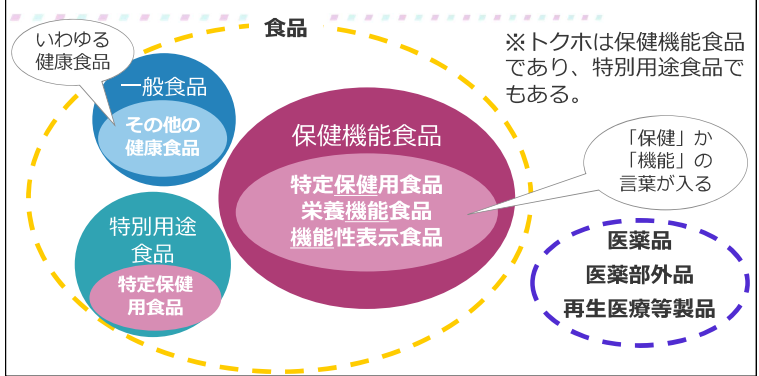 食品
いわゆる
健康食品
一般食品
その他の
健康食品
※トクホは保健機能食品
であり、特別用途食品で
もある。
保健機能食品
特定保健用食品
栄養機能食品
機能性表示食品
「保健」か
「機能」の
言葉が入る
特別用途
食品
特定保健
用食品
医薬品
医薬部外品
再生医療等製品